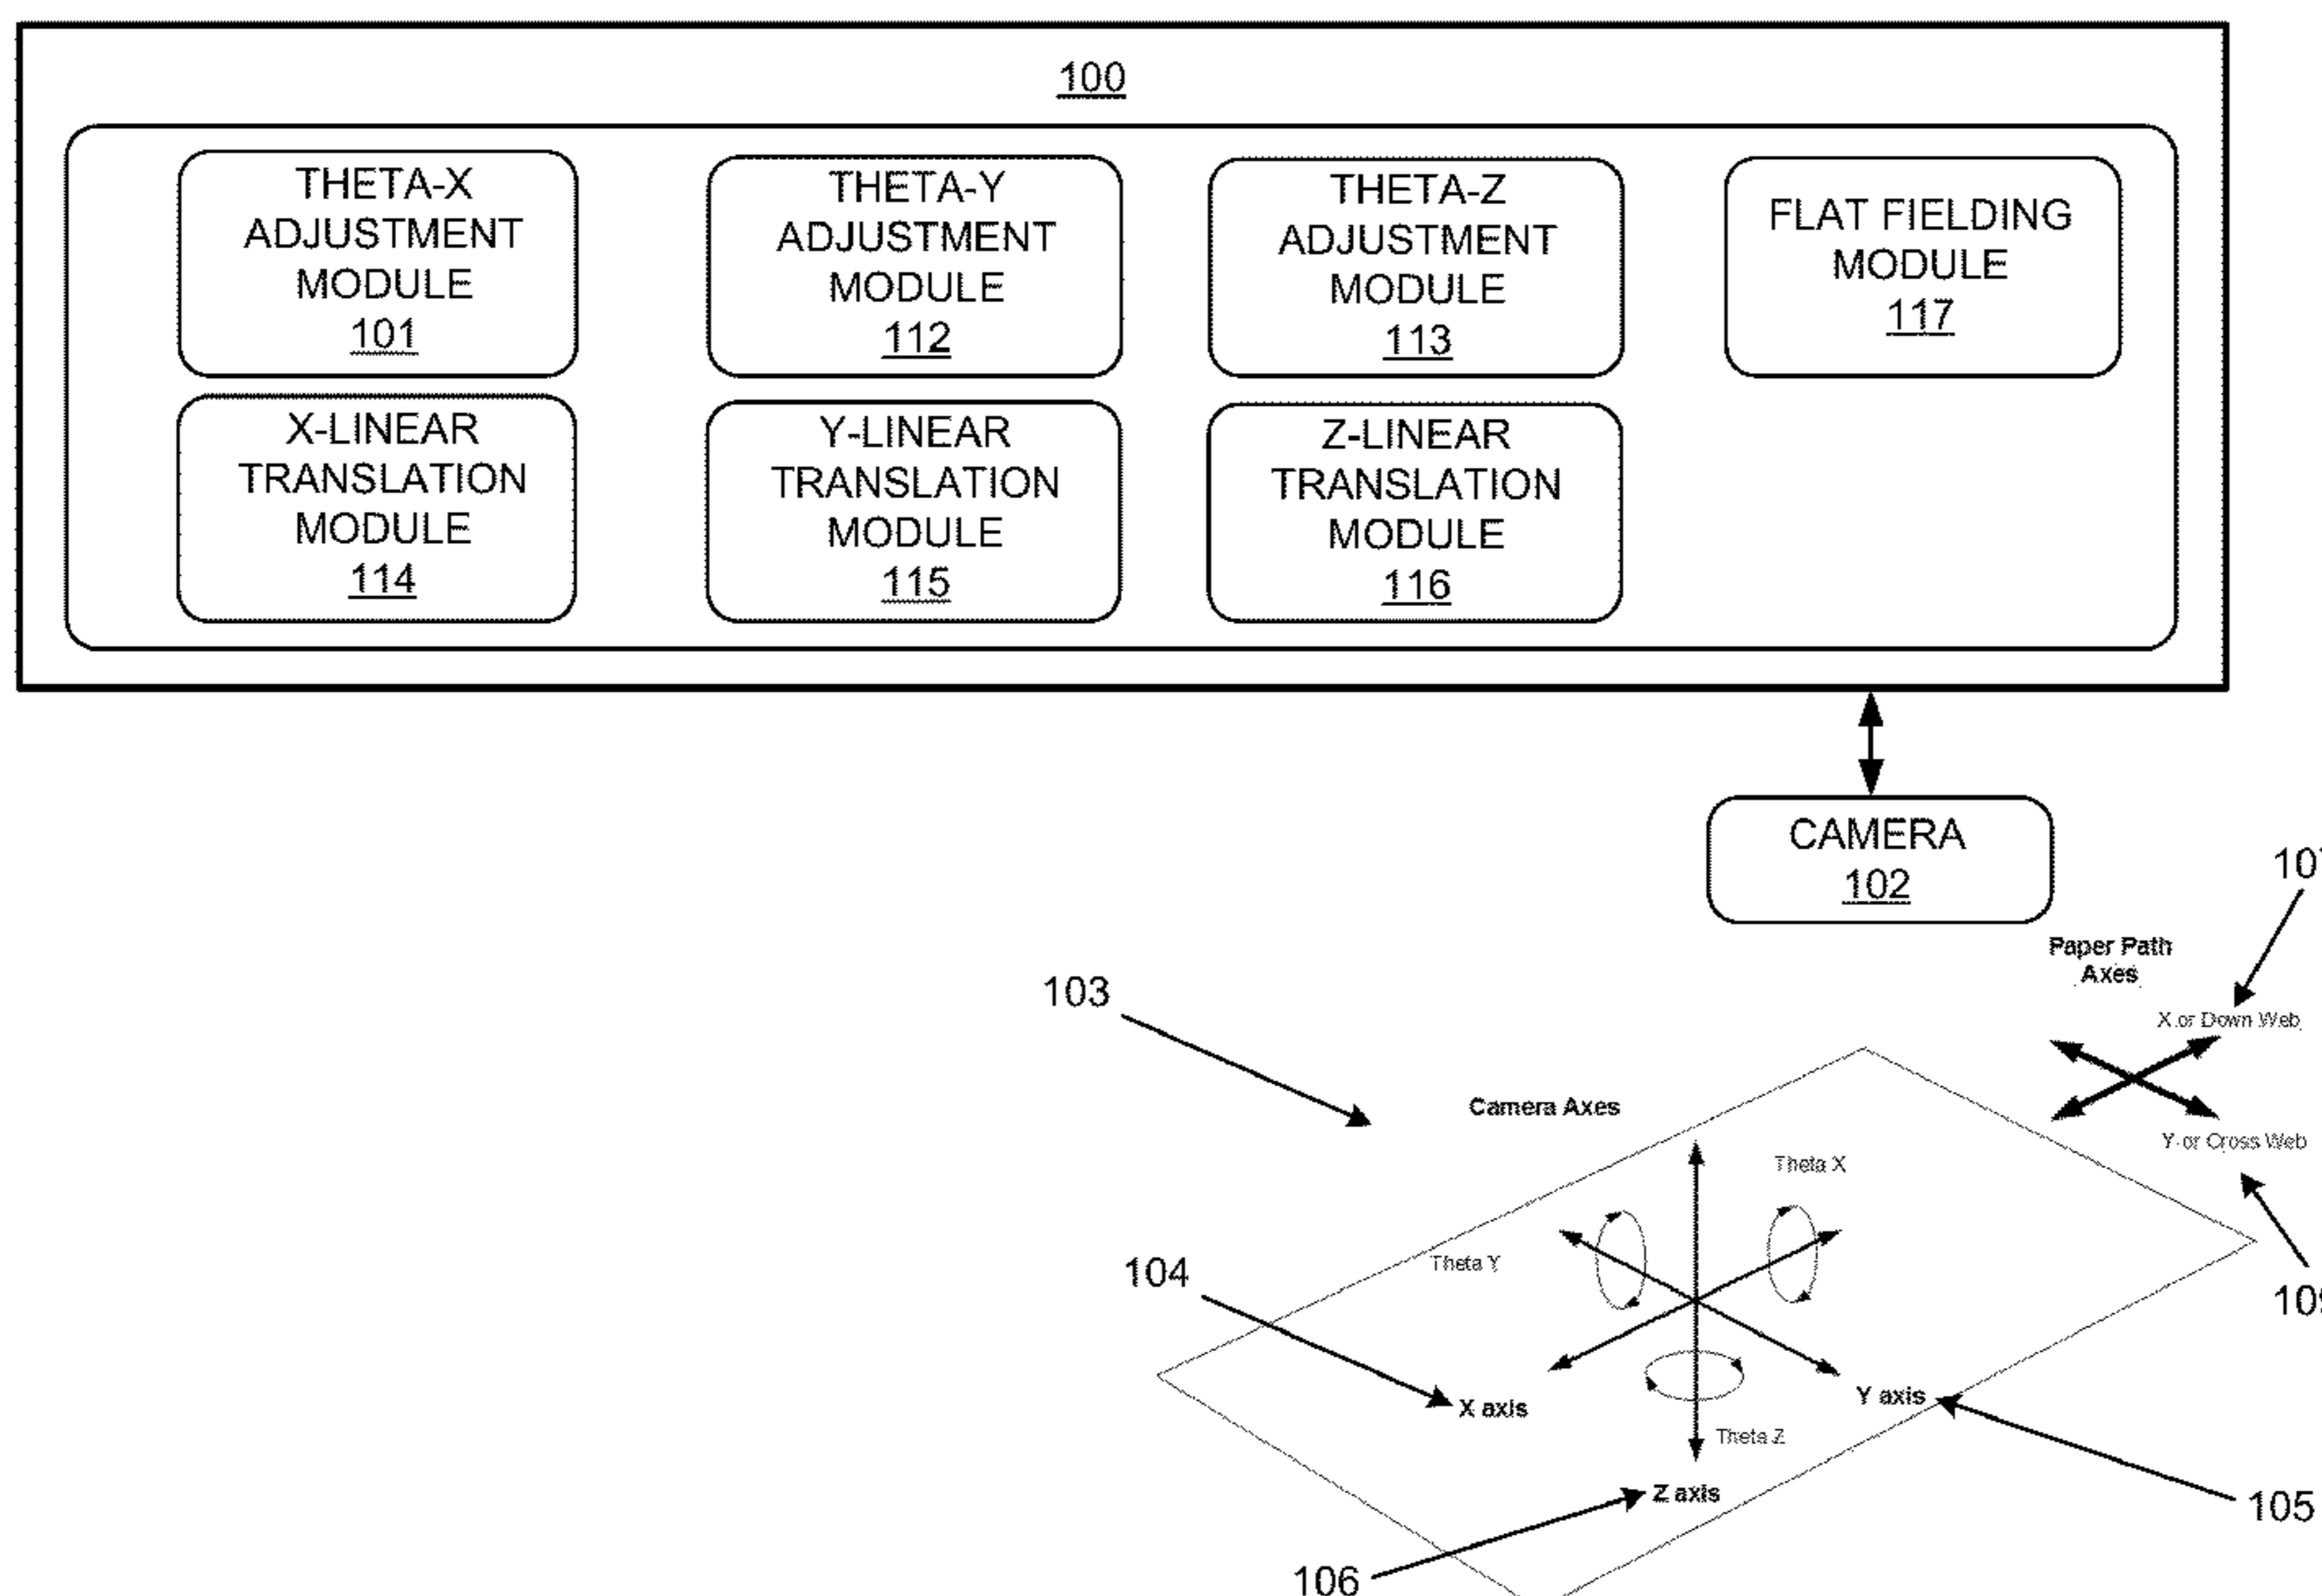 100
THETA-X
ADJUSTMENT
MODULE
101
THETA-Y
ADJUSTMENT
MODULE
112
THETA-Z
ADJUSTMENT
MODULE
113
FLAT FIELDING
MODULE
117
X-LINEAR
TRANSLATION
MODULE
114
Y-LINEAR
TRANSLATION
MODULE
115
Z-LINEAR
TRANSLATION
MODULE
116
CAMERA
102
107
Paper Path
Axes
X or Down Web
Y or Cross Web
109
103
Camera Axes
Theta X
Theta Y
104
X axis
Y axis
Theta Z
Z axis
105
106